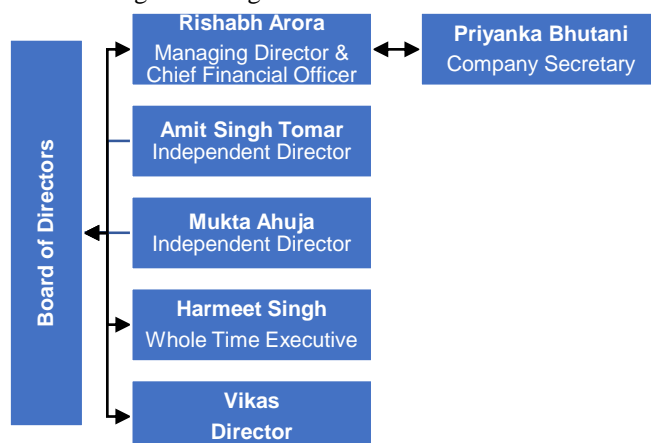 Board of Directors
Rishabh Arora
Managing Director &
Chief Financial Officer
Priyanka Bhutani
Company Secretary
Amit Singh Tomar
Independent Director
Mukta Ahuja
Independent Director
Harmeet Singh
Whole Time Executive
Vikas
Director